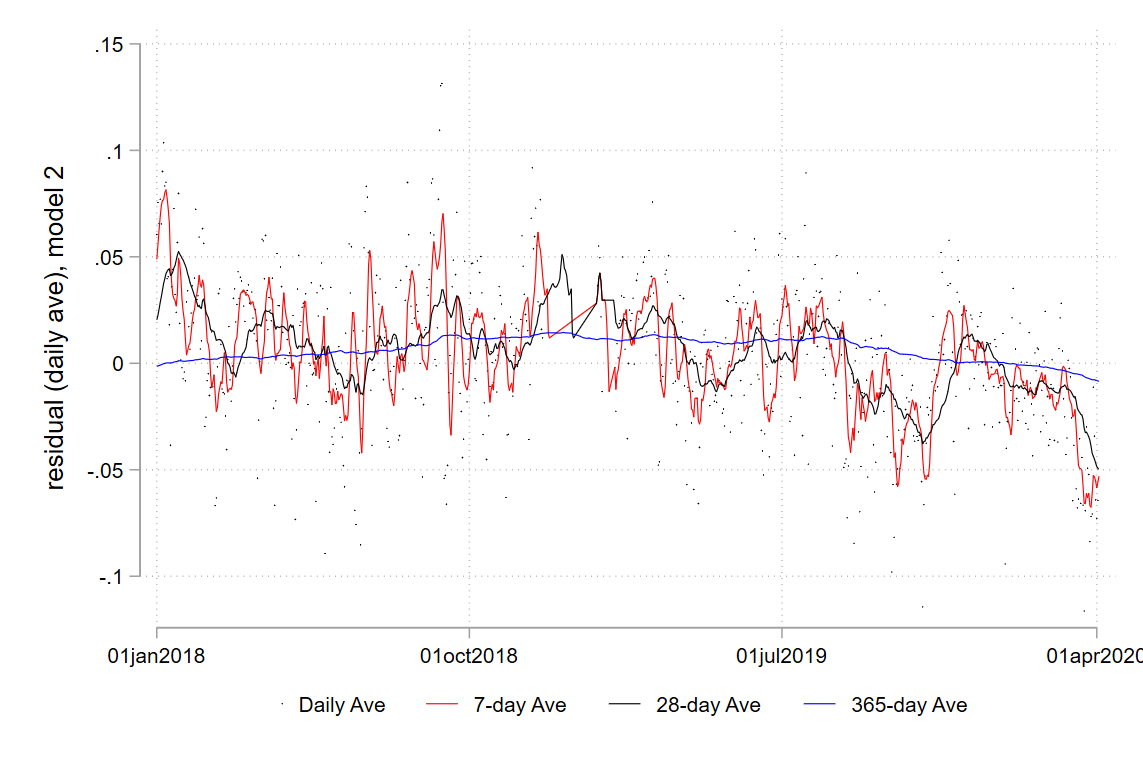 residual (daily ave), model 2
.15
.1
.05
0
-.05
-.1
01jan2018 01oct2018 01jul2019 01apr2020
Daily Ave 7-day Ave 28-day Ave 365-day Ave